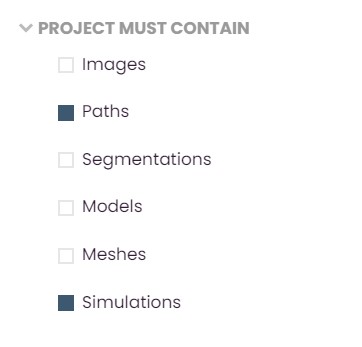 PROJECT MUST CONTAIN
Images
Paths
Segmentations
Models
Meshes
Simulations